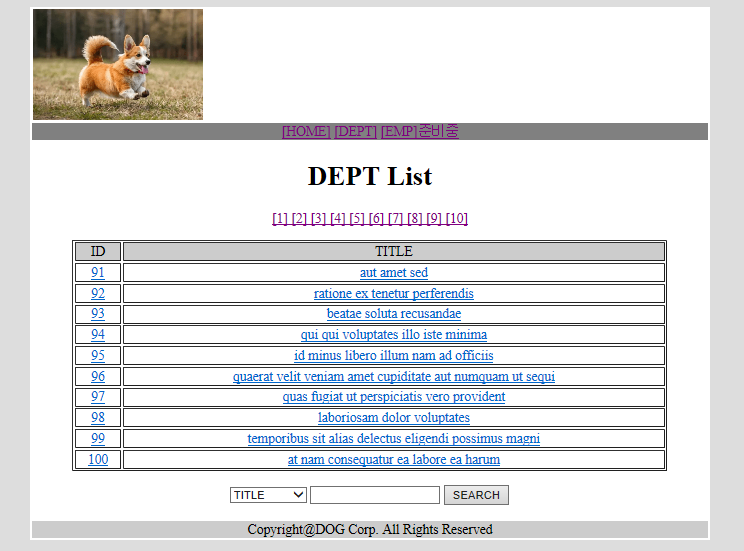 [HOME] [DEPT] [EMP]준비중
DEPT List
[1] [2] [3] [4] [5] [6] [7] [8] [9] [10]
ID TITLE
91 aut amet sed
92 ratione ex tenetur perferendis
93 beatae soluta recusandae
94 qui qui voluptates illo iste minima
95 id minus libero illum nam ad officiis
96 quaerat velit veniam amet cupiditate aut numquam ut sequi
97 quas fugiat ut perspiciatis vero provident
98 laboriosam dolor voluptates
99 temporibus sit alias delectus eligendi possimus magni
100 at nam consequatur ea labore ea harum
TITLE SEARCH
Copyright@DOG Corp. All Rights Reserved